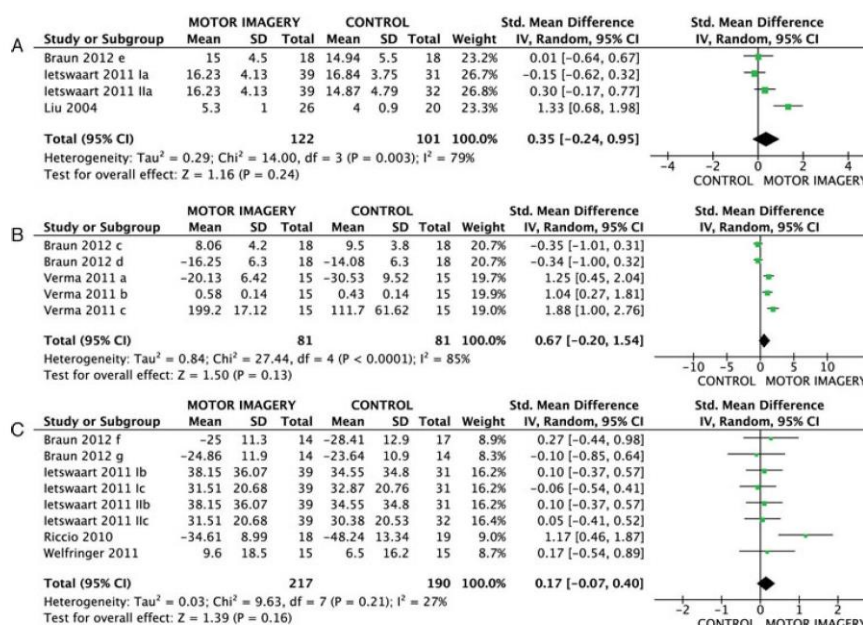 A
MOTOR IMAGERY CONTROL Std. Mean Difference Std. Mean Difference
Study or Subgroup Mean SD Total Mean SD Total Weight IV, Random, 95% CI IV, Random, 95% CI
Braun 2012 e 15 4.5 18 14.94 5.5 18 23.2% 0.01 [-0.64, 0.67]
Ietswaart 2011 Ia 16.23 4.13 39 16.84 3.75 31 26.7% -0.15 [-0.62, 0.32]
Ietswaart 2011 IIa 16.23 4.13 39 14.87 4.79 32 26.8% 0.30 [-0.17, 0.77]
Liu 2004 5.3 1 26 4 0.9 20 23.3% 1.33 [0.68, 1.98]
Total (95% CI) 122 101 100.0% 0.35 [-0.24, 0.95]
Heterogeneity: Tau² = 0.29; Chi² = 14.00, df = 3 (P = 0.003); I² = 79%
Test for overall effect: Z = 1.16 (P = 0.24)
-4 -2 0 2 4
CONTROL MOTOR IMAGERY
B
MOTOR IMAGERY CONTROL Std. Mean Difference Std. Mean Difference
Study or Subgroup Mean SD Total Mean SD Total Weight IV, Random, 95% CI IV, Random, 95% CI
Braun 2012 c 8.06 4.2 18 9.5 3.8 18 20.7% -0.35 [-1.01, 0.31]
Braun 2012 d -16.25 6.3 18 -14.08 6.3 18 20.7% -0.34 [-1.00, 0.32]
Verma 2011 a -20.13 6.42 15 -30.53 9.52 15 19.7% 1.25 [0.45, 2.04]
Verma 2011 b 0.58 0.14 15 0.43 0.14 15 19.9% 1.04 [0.27, 1.81]
Verma 2011 c 199.2 17.12 15 111.7 61.62 15 19.0% 1.88 [1.00, 2.76]
Total (95% CI) 81 81 100.0% 0.67 [-0.20, 1.54]
Heterogeneity: Tau² = 0.84; Chi² = 27.44, df = 4 (P < 0.0001); I² = 85%
Test for overall effect: Z = 1.50 (P = 0.13)
-10 -5 0 5 10
CONTROL MOTOR IMAGERY
C
MOTOR IMAGERY CONTROL Std. Mean Difference Std. Mean Difference
Study or Subgroup Mean SD Total Mean SD Total Weight IV, Random, 95% CI IV, Random, 95% CI
Braun 2012 f -25 11.3 14 -28.41 12.9 17 8.9% 0.27 [-0.44, 0.98]
Braun 2012 g -24.86 11.9 14 -23.64 10.9 14 8.2% -0.10 [-0.85, 0.64]
Ietswaart 2011 Ib 38.15 36.07 39 34.55 34.8 31 16.2% 0.10 [-0.37, 0.57]
Ietswaart 2011 Ic 31.51 20.68 39 32.87 20.76 31 16.2% -0.06 [-0.54, 0.41]
Ietswaart 2011 IIb 38.15 36.07 39 34.55 34.8 31 16.2% 0.10 [-0.37, 0.57]
Ietswaart 2011 IIc 31.51 20.68 39 30.38 20.53 32 16.4% 0.05 [-0.41, 0.52]
Riccio 2010 -34.61 8.99 18 -48.24 13.34 19 9.0% 1.17 [0.46, 1.87]
Welfringer 2011 9.6 18.5 15 6.5 16.2 15 8.7% 0.17 [-0.54, 0.89]
Total (95% CI) 217 190 100.0% 0.17 [-0.07, 0.40]
Heterogeneity: Tau² = 0.03; Chi² = 9.63, df = 7 (P = 0.21); I² = 27%
Test for overall effect: Z = 1.39 (P = 0.16)
-2 -1 0 1 2
CONTROL MOTOR IMAGERY